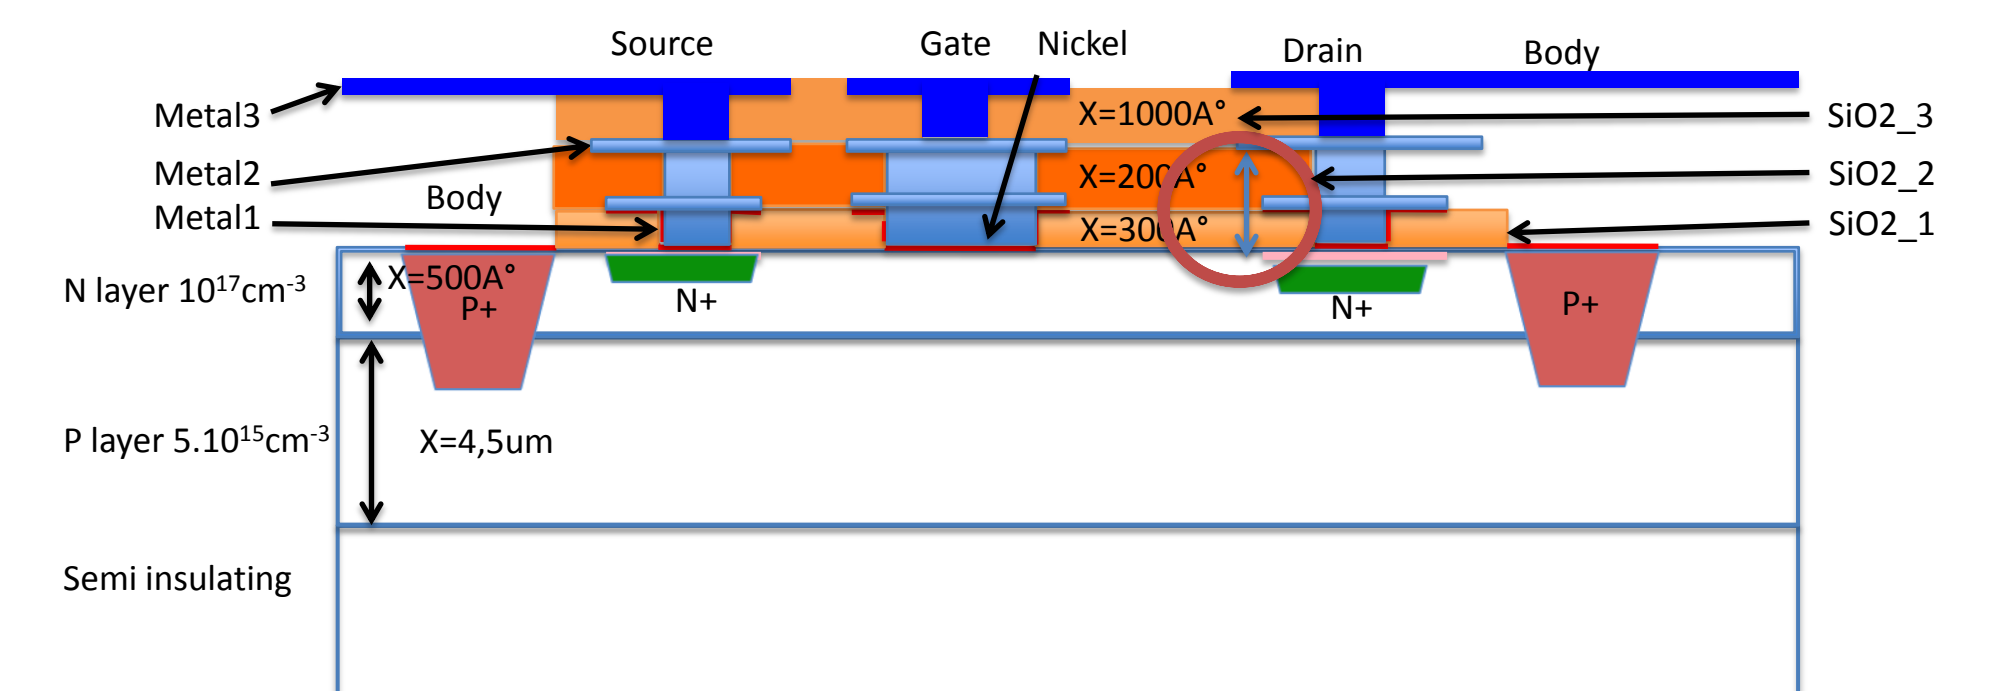 Source
Gate
Nickel
Drain
Body
Metal3
X=1000A°
SiO2_3
Metal2
Body
X=200A°
SiO2_2
Metal1
X=300A°
SiO2_1
N layer 10¹⁷cm⁻³
X=500A°
P+
N+
N+
P+
P layer 5.10¹⁵cm⁻³
X=4,5um
Semi insulating